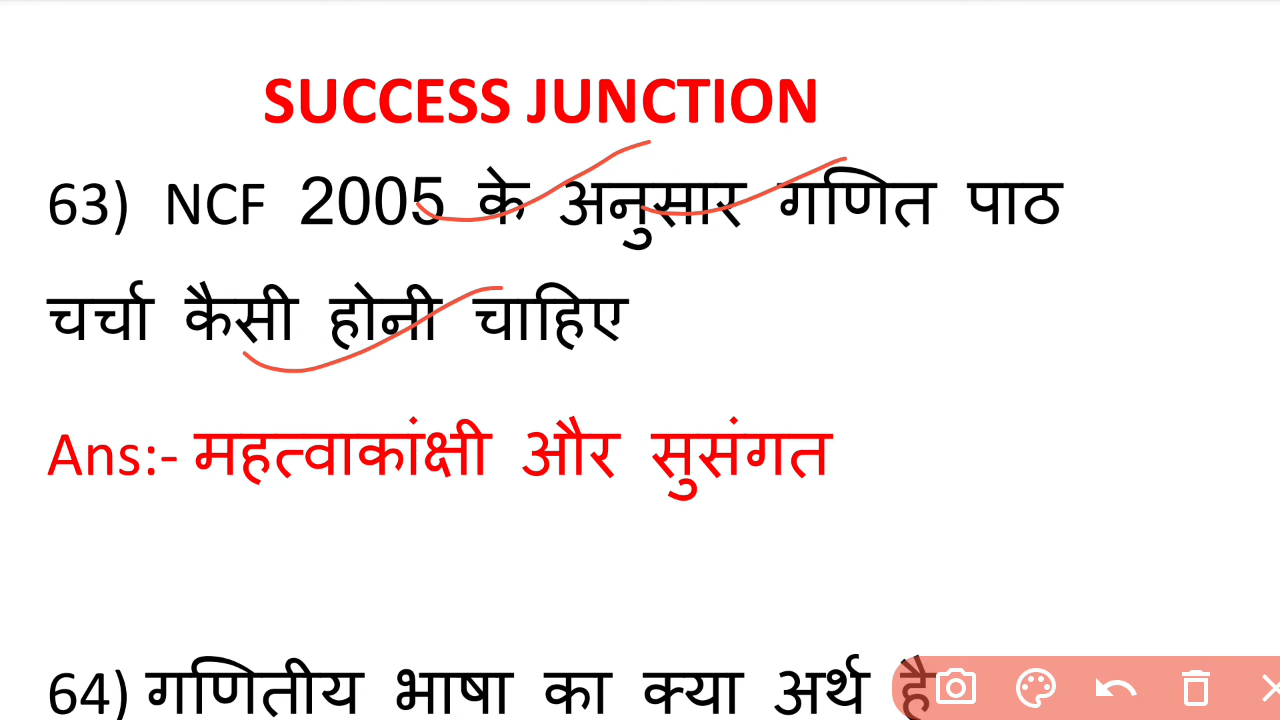 SUCCESS JUNCTION
63) NCF 2005 के अनुसार गणित पाठ
चर्चा कैसी होनी चाहिए
Ans:- महत्वाकांक्षी और सुसंगत
64) गणितीय भाषा का क्या अर्थ है